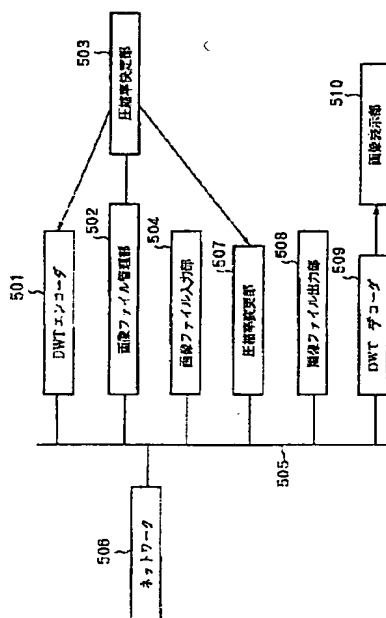 501
DWTエンコーダ
502
画像ファイル管理部
503
圧縮率決定部
504
画像ファイル入力部
507
圧縮率変更部
508
画像ファイル出力部
509
DWT デコーダ
510
画像表示部
505
506
ネットワーク